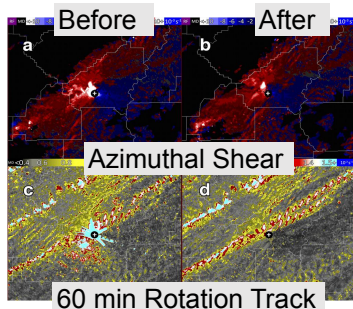 Before After
a b
Azimuthal Shear
c d
60 min Rotation Track